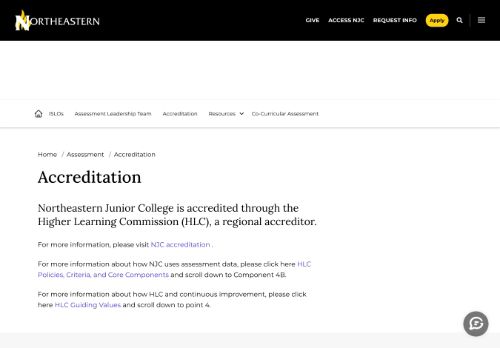 NORTHEASTERN
GIVE ACCESS NJC REQUEST INFO Apply
ISLOs Assessment Leadership Team Accreditation Resources Co-Curricular Assessment
Home / Assessment / Accreditation
Accreditation
Northeastern Junior College is accredited through the
Higher Learning Commission (HLC), a regional accreditor.
For more information, please visit NJC accreditation .
For more information about how NJC uses assessment data, please click here HLC
Policies, Criteria, and Core Components and scroll down to Component 4B.
For more information about how HLC and continuous improvement, please click
here HLC Guiding Values and scroll down to point 4.